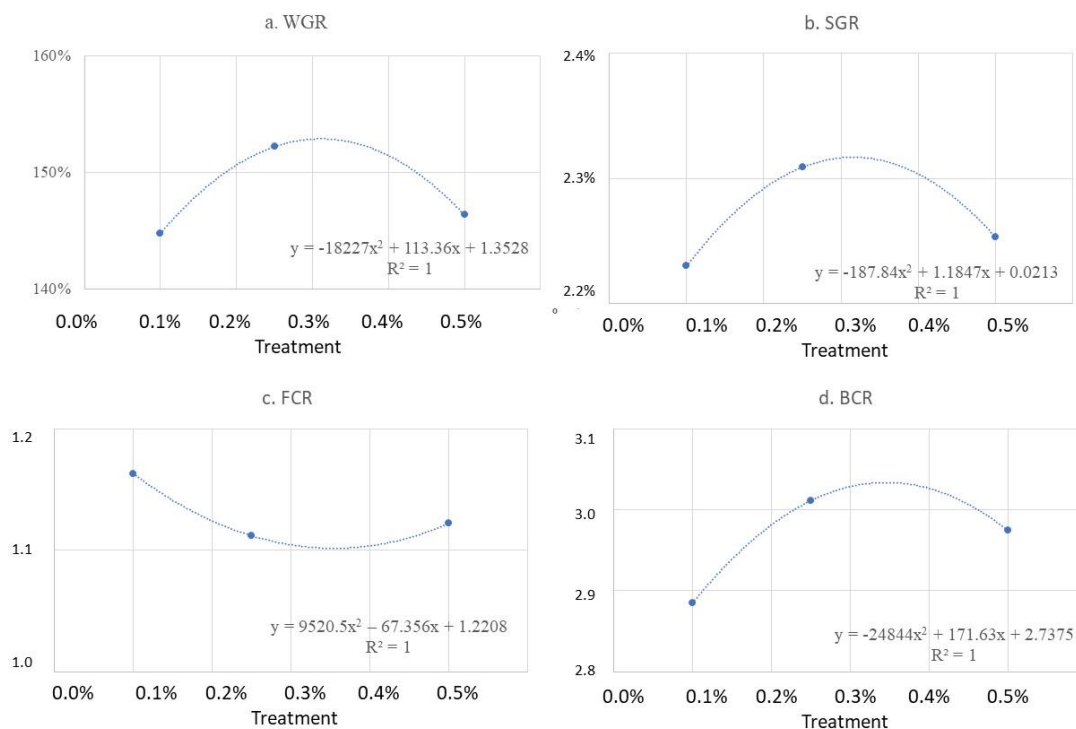 a. WGR
160%
150%
140%
y = -18227x² + 113.36x + 1.3528
R² = 1
0.0% 0.1% 0.2% 0.3% 0.4% 0.5%
Treatment
b. SGR
2.4%
2.3%
2.2%
y = -187.84x² + 1.1847x + 0.0213
R² = 1
0.0% 0.1% 0.2% 0.3% 0.4% 0.5%
Treatment
c. FCR
1.2
1.1
1.0
y = 9520.5x² – 67.356x + 1.2208
R² = 1
0.0% 0.1% 0.2% 0.3% 0.4% 0.5%
Treatment
d. BCR
3.1
3.0
2.9
2.8
y = -24844x² + 171.63x + 2.7375
R² = 1
0.0% 0.1% 0.2% 0.3% 0.4% 0.5%
Treatment